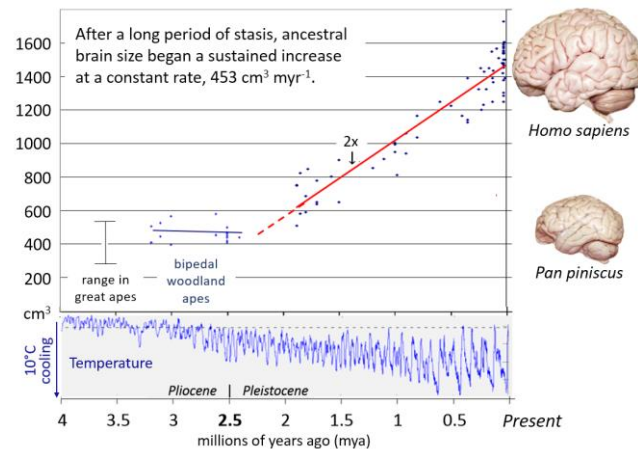 After a long period of stasis, ancestral
brain size began a sustained increase
at a constant rate, 453 cm³ myr⁻¹.
1600
1400
1200
1000
800
600
400
200
cm³
2x
range in
great apes
bipedal
woodland
apes
Homo sapiens
Pan piniscus
10°C
cooling
Temperature
Pliocene | Pleistocene
4 3.5 3 2.5 2 1.5 1 0.5 Present
millions of years ago (mya)